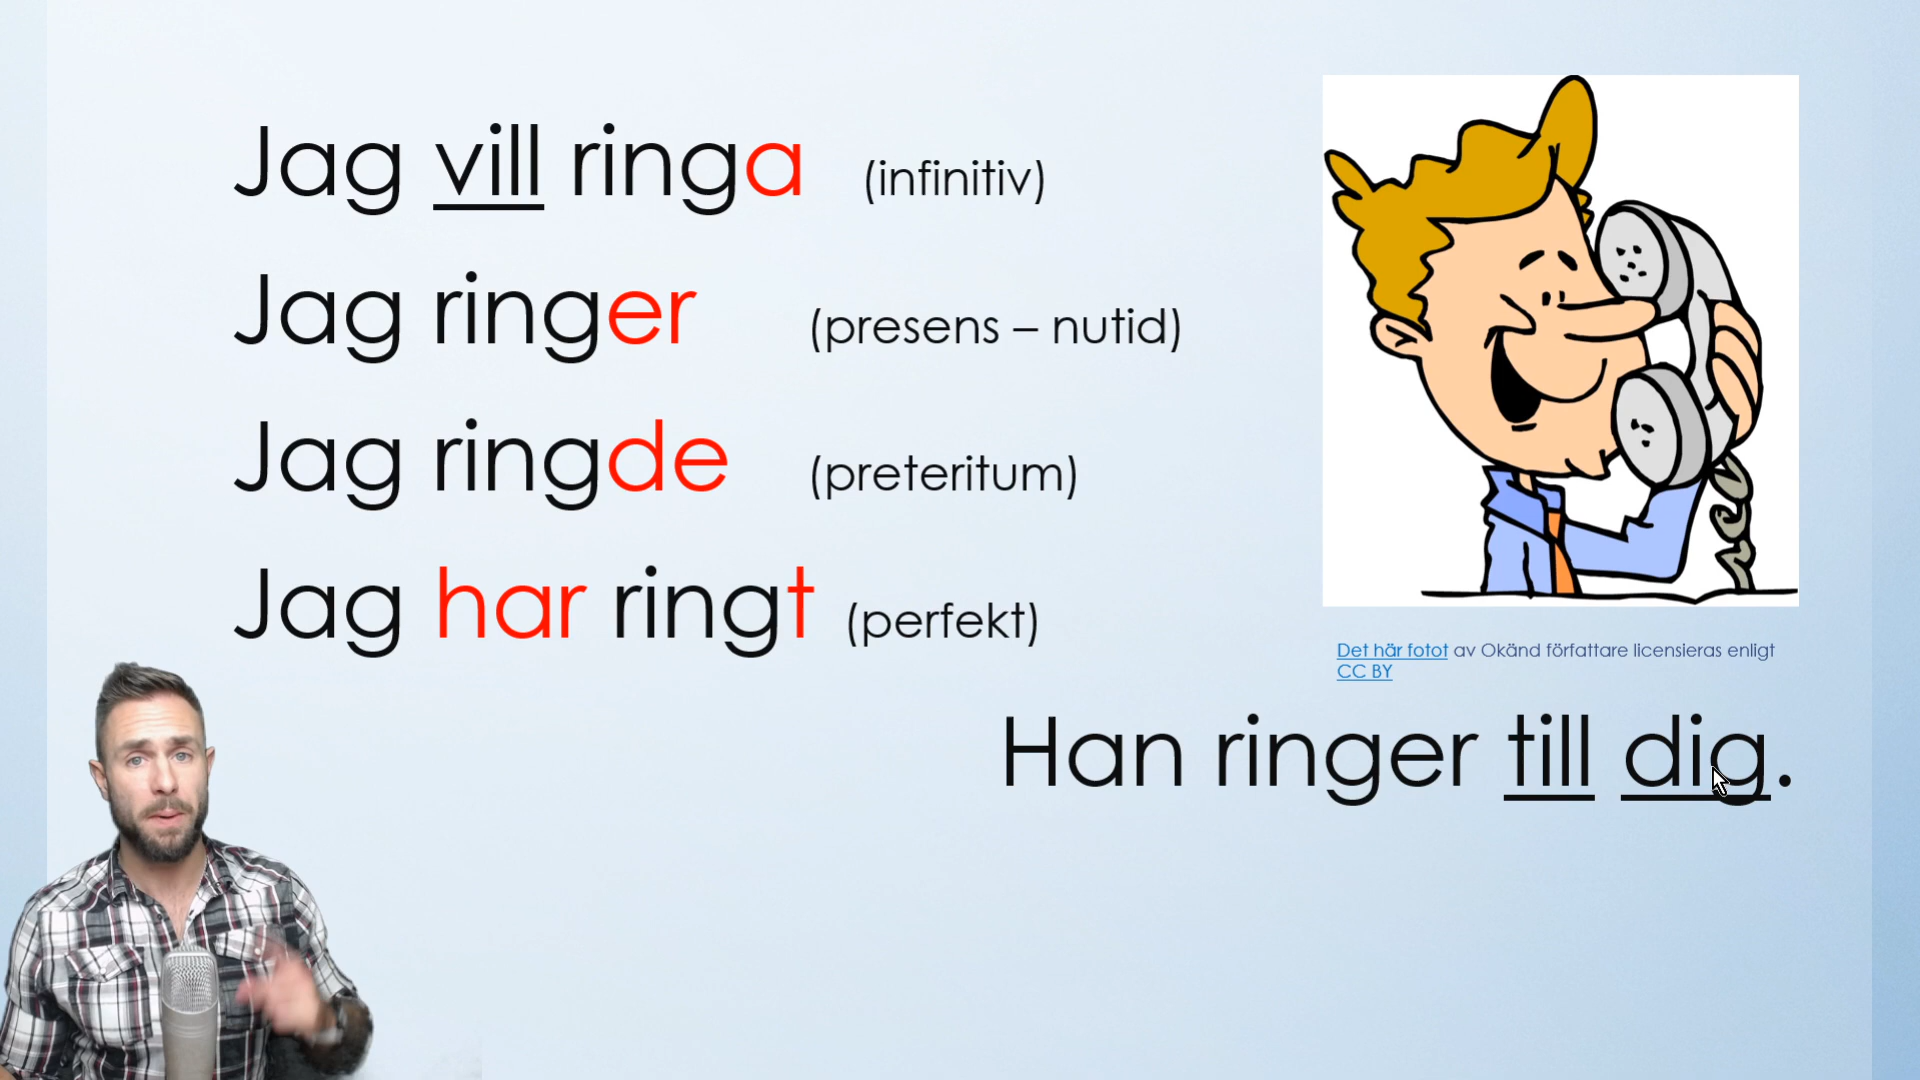 Jag vill ringa (infinitiv)
Jag ringer (presens – nutid)
Jag ringde (preteritum)
Jag har ringt (perfekt)
Det här fotot av Okänd författare licensieras enligt
CC BY
Han ringer till dig.